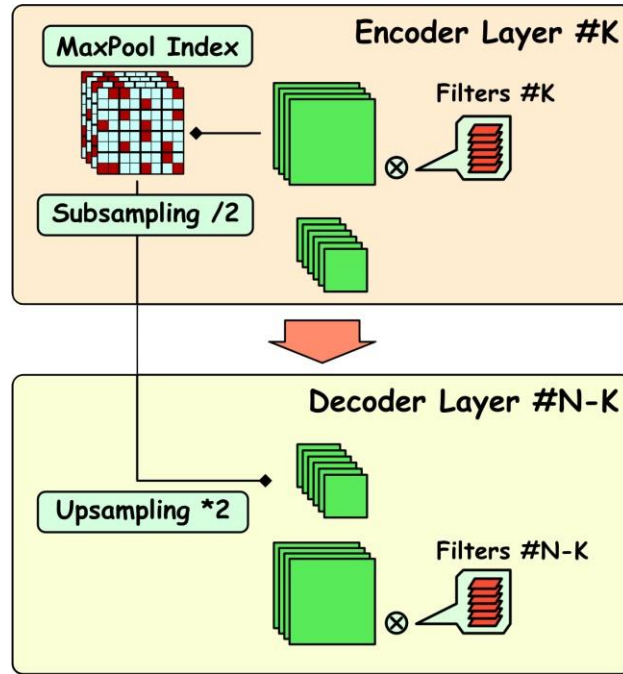 Encoder Layer #K
MaxPool Index
Filters #K
Subsampling /2
Decoder Layer #N-K
Upsampling *2
Filters #N-K